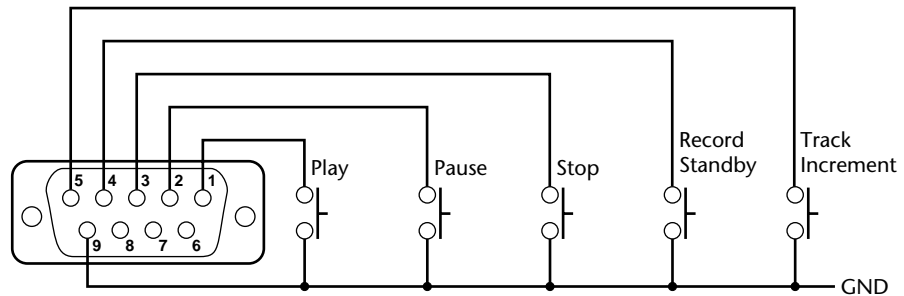 Play
Pause
Stop
Record
Standby
Track
Increment
5 4 3 2 1
9 8 7 6
GND